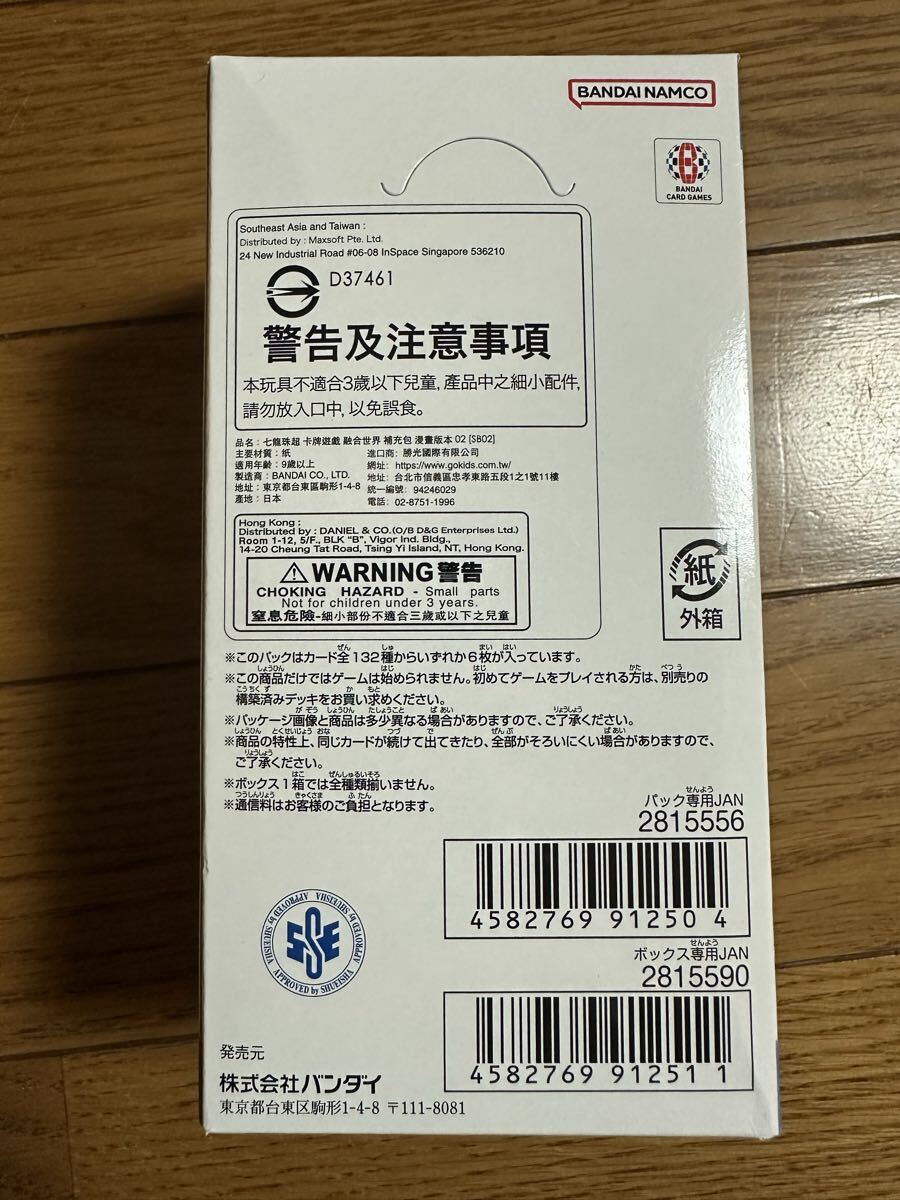 BANDAI NAMCO
BANDAI
CARD GAMES
Southeast Asia and Taiwan :
Distributed by : Maxsoft Pte. Ltd.
24 New Industrial Road #06-08 InSpace Singapore 536210
D37461
警告及注意事項
本玩具不適合3歲以下兒童, 產品中之細小配件,
請勿放入口中, 以免誤食。
品名：七龍珠超 卡牌遊戲 融合世界 補充包 漫畫版本 02 [SB02]
主要材質：紙
適用年齡：9歲以上
製造商：BANDAI CO., LTD.
地址：東京都台東區駒形1-4-8
產地：日本
進口商：勝光國際有限公司
網址：https://www.gokids.com.tw/
地址：台北市信義區忠孝東路五段1之1號11樓
統一編號：94246029
電話：02-8751-1996
Hong Kong :
Distributed by : DANIEL & CO.(O/B D&G Enterprises Ltd.)
Room 1-12, 5/F., BLK "B", Vigor Ind. Bldg.,
14-20 Cheung Tat Road, Tsing Yi Island, NT, Hong Kong.
WARNING 警告
CHOKING HAZARD - Small parts
Not for children under 3 years.
窒息危險-細小部份不適合三歲或以下之兒童
紙
外箱
※このパックはカード全132種からいずれか6枚が入っています。
※この商品だけではゲームは始められません。初めてゲームをプレイされる方は、別売りの
構築済みデッキをお買い求めください。
※パッケージ画像と商品は多少異なる場合がありますので、ご了承ください。
※商品の特性上、同じカードが続けて出てきたり、全部がそろいにくい場合がありますので、
ご了承ください。
※ボックス1箱では全種類揃いません。
※通信料はお客様のご負担となります。
パック専用JAN
2815556
4582769912504
ボックス専用JAN
2815590
4582769912511
APPROVED by SHUEISHA
APPROVED by SHUEISHA
APPROVED by SHUEISHA
APPROVED by SHUEISHA
SSE
発売元
株式会社バンダイ
東京都台東区駒形1-4-8 〒111-8081